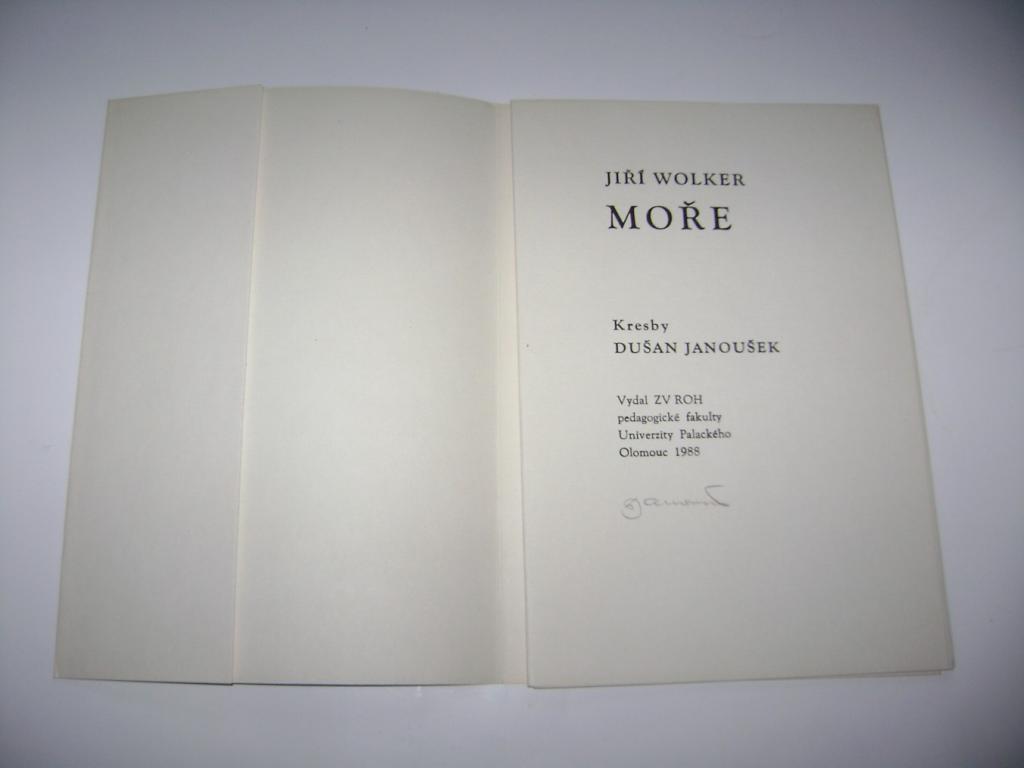 JIŘÍ WOLKER
MOŘE
Kresby
DUŠAN JANOUŠEK
Vydal ZV ROH
pedagogické fakulty
Univerzity Palackého
Olomouc 1988